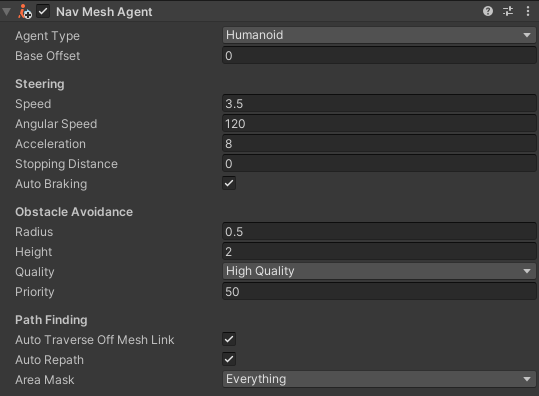 Nav Mesh Agent
Agent Type Humanoid
Base Offset 0
Steering
Speed 3.5
Angular Speed 120
Acceleration 8
Stopping Distance 0
Auto Braking
Obstacle Avoidance
Radius 0.5
Height 2
Quality High Quality
Priority 50
Path Finding
Auto Traverse Off Mesh Link
Auto Repath
Area Mask Everything